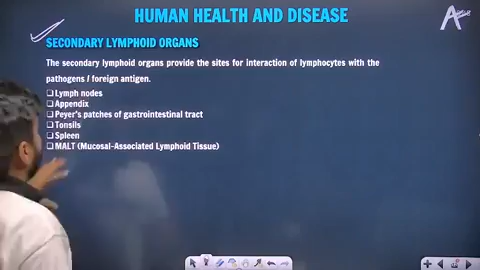 HUMAN HEALTH AND DISEASE
SECONDARY LYMPHOID ORGANS
The secondary lymphoid organs provide the sites for interaction of lymphocytes with the
pathogens / foreign antigen.
❑ Lymph nodes
❑ Appendix
❑ Peyer's patches of gastrointestinal tract
❑ Tonsils
❑ Spleen
❑ MALT (Mucosal-Associated Lymphoid Tissue)